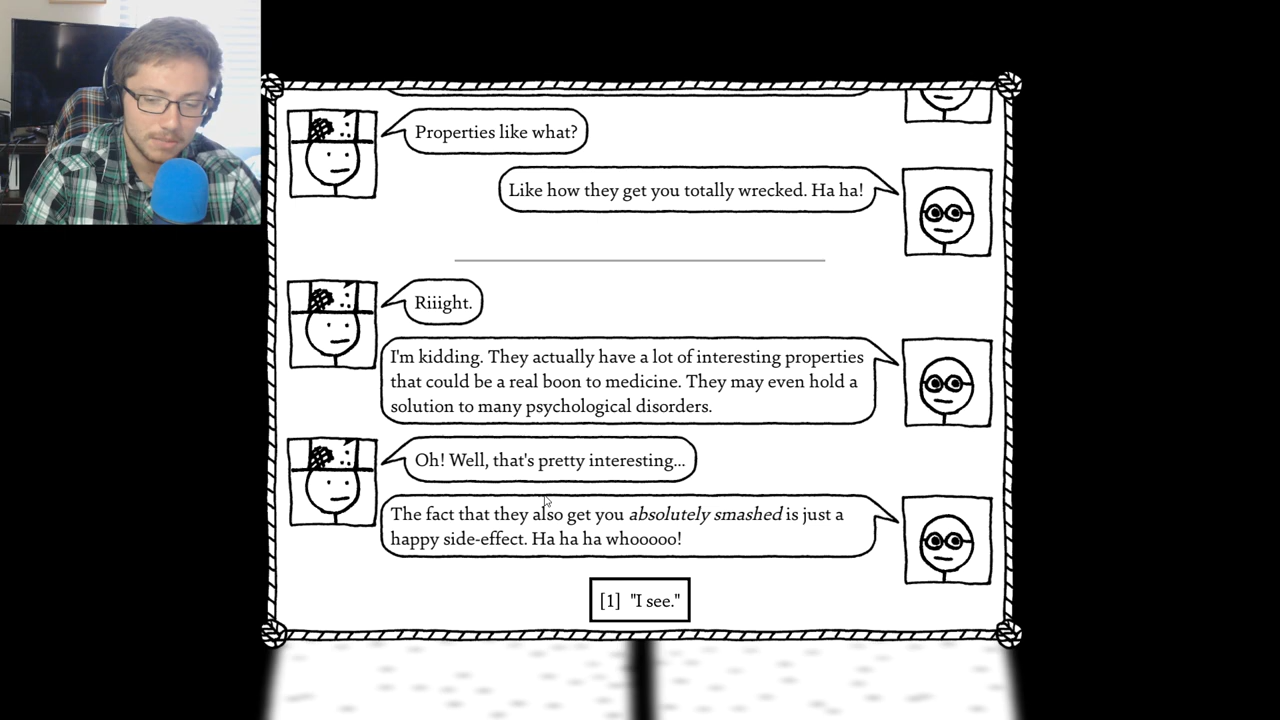 Properties like what?
Like how they get you totally wrecked. Ha ha!
Riiight.
I'm kidding. They actually have a lot of interesting properties
that could be a real boon to medicine. They may even hold a
solution to many psychological disorders.
Oh! Well, that's pretty interesting...
The fact that they also get you absolutely smashed is just a
happy side-effect. Ha ha ha whooooo!
[1] "I see."